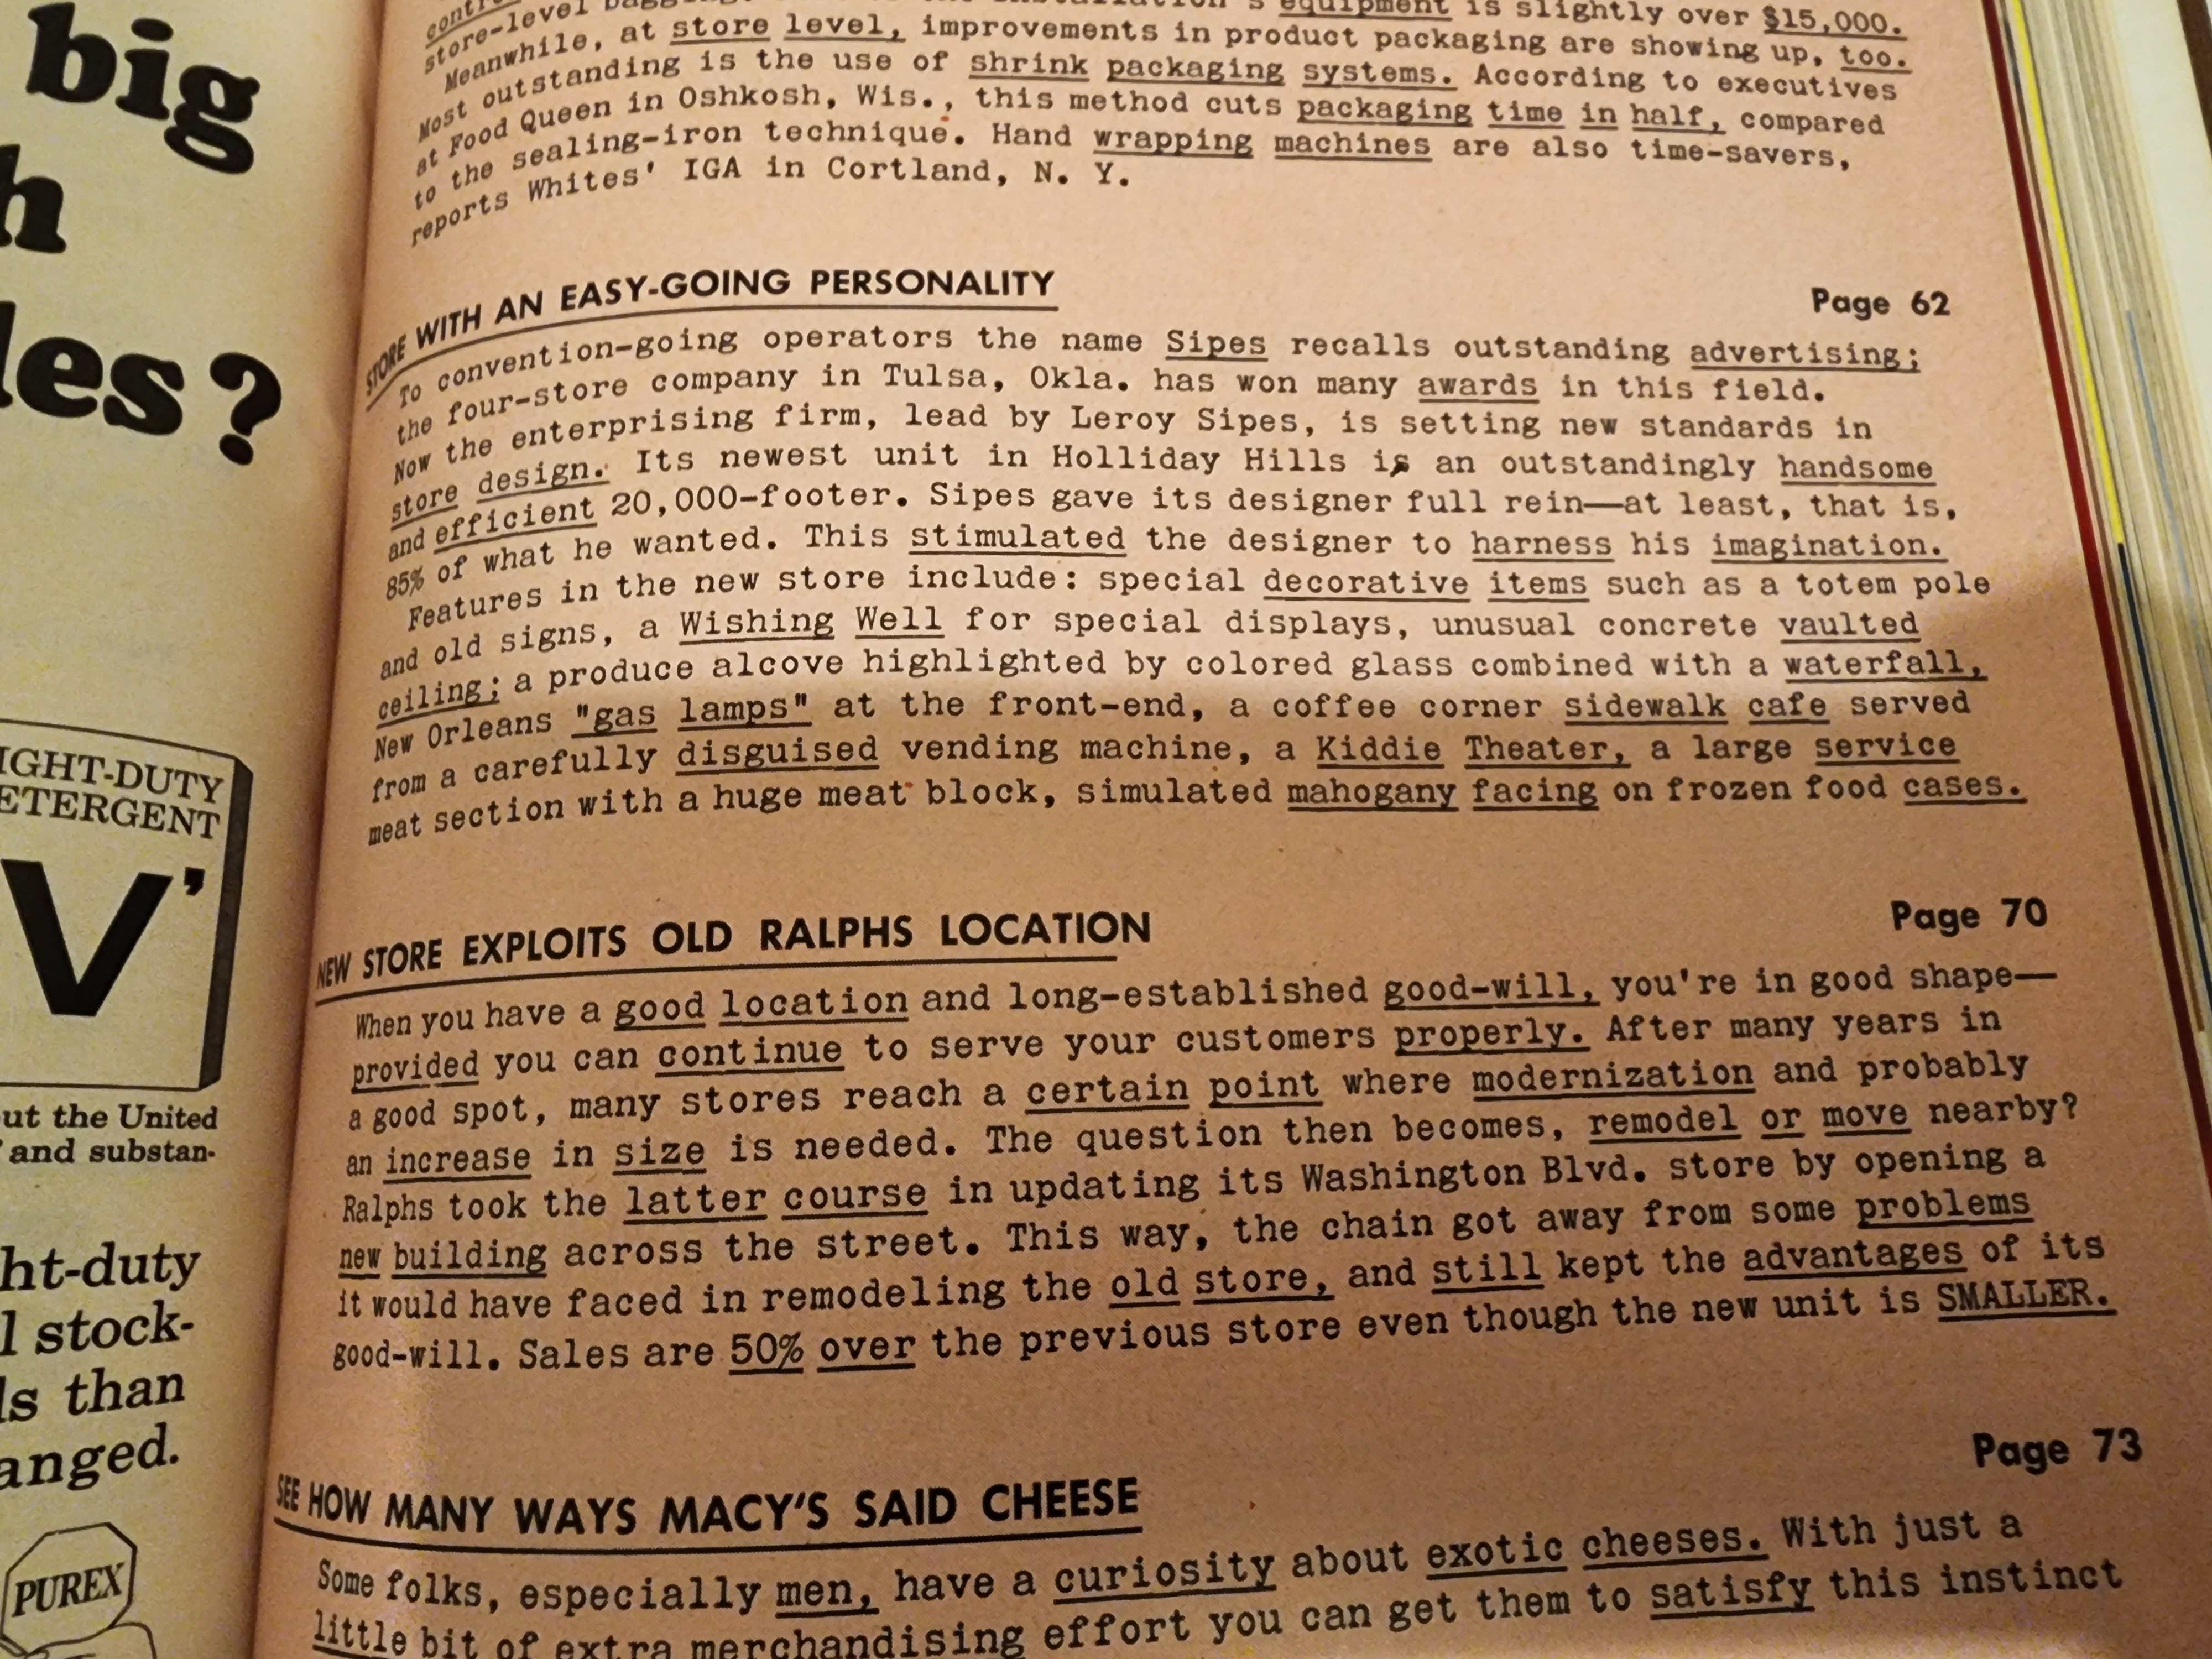 big
h
les?
IGHT-DUTY
ETERGENT
V'
ut the United
and substan-
ht-duty
l stock-
ls than
anged.
PUREX
store-level equipment is slightly over $15,000.
Meanwhile, at store level, improvements in product packaging are showing up, too.
Most outstanding is the use of shrink packaging systems. According to executives
at Food Queen in Oshkosh, Wis., this method cuts packaging time in half, compared
to the sealing-iron technique. Hand wrapping machines are also time-savers,
reports Whites' IGA in Cortland, N. Y.
STORE WITH AN EASY-GOING PERSONALITY
Page 62
To convention-going operators the name Sipes recalls outstanding advertising;
the four-store company in Tulsa, Okla. has won many awards in this field.
Now the enterprising firm, lead by Leroy Sipes, is setting new standards in
store design. Its newest unit in Holliday Hills is an outstandingly handsome
and efficient 20,000-footer. Sipes gave its designer full rein—at least, that is,
85% of what he wanted. This stimulated the designer to harness his imagination.
Features in the new store include: special decorative items such as a totem pole
and old signs, a Wishing Well for special displays, unusual concrete vaulted
ceiling; a produce alcove highlighted by colored glass combined with a waterfall,
New Orleans "gas lamps" at the front-end, a coffee corner sidewalk cafe served
from a carefully disguised vending machine, a Kiddie Theater, a large service
meat section with a huge meat block, simulated mahogany facing on frozen food cases.
NEW STORE EXPLOITS OLD RALPHS LOCATION
Page 70
When you have a good location and long-established good-will, you're in good shape—
provided you can continue to serve your customers properly. After many years in
a good spot, many stores reach a certain point where modernization and probably
an increase in size is needed. The question then becomes, remodel or move nearby?
Ralphs took the latter course in updating its Washington Blvd. store by opening a
new building across the street. This way, the chain got away from some problems
it would have faced in remodeling the old store, and still kept the advantages of its
good-will. Sales are 50% over the previous store even though the new unit is SMALLER.
SEE HOW MANY WAYS MACY'S SAID CHEESE
Page 73
Some folks, especially men, have a curiosity about exotic cheeses. With just a
little bit of extra merchandising effort you can get them to satisfy this instinct